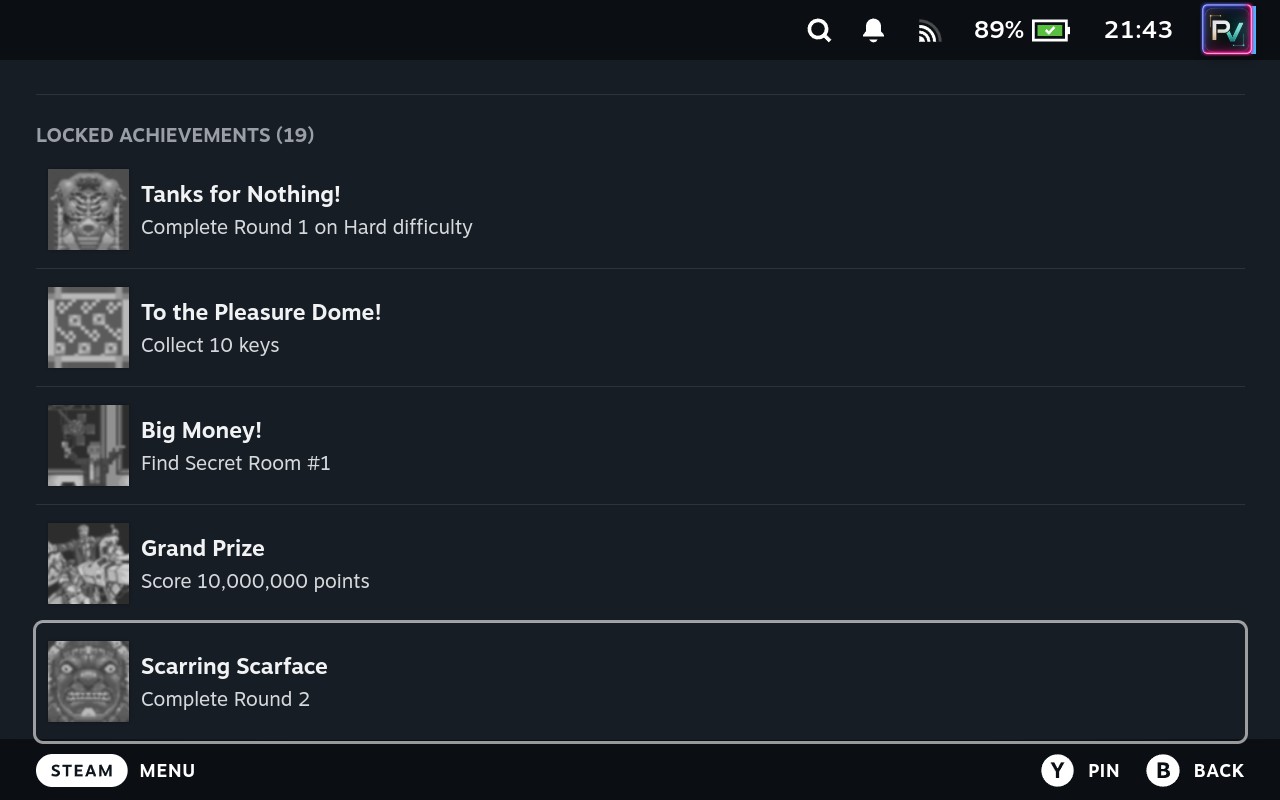 89% 21:43 PV
LOCKED ACHIEVEMENTS (19)
Tanks for Nothing!
Complete Round 1 on Hard difficulty
To the Pleasure Dome!
Collect 10 keys
Big Money!
Find Secret Room #1
Grand Prize
Score 10,000,000 points
Scarring Scarface
Complete Round 2
STEAM MENU Y PIN B BACK